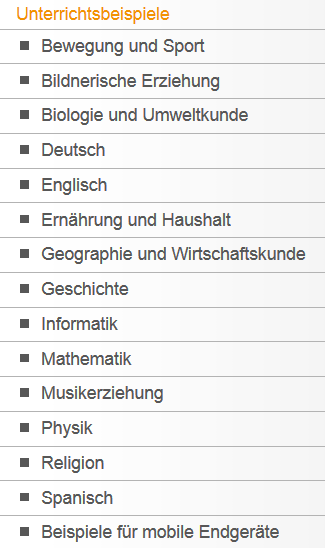 Unterrichtsbeispiele
Bewegung und Sport
Bildnerische Erziehung
Biologie und Umweltkunde
Deutsch
Englisch
Ernährung und Haushalt
Geographie und Wirtschaftskunde
Geschichte
Informatik
Mathematik
Musikerziehung
Physik
Religion
Spanisch
Beispiele für mobile Endgeräte